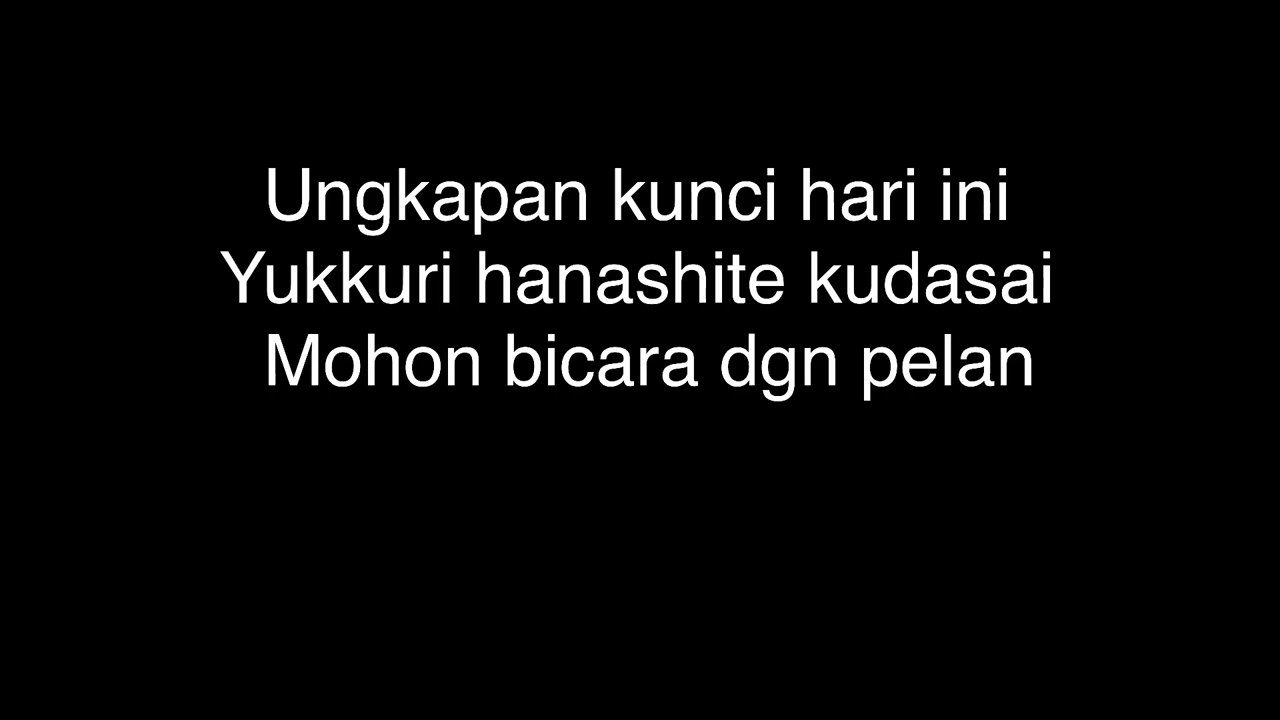 Ungkapan kunci hari ini
Yukkuri hanashite kudasai
Mohon bicara dgn pelan